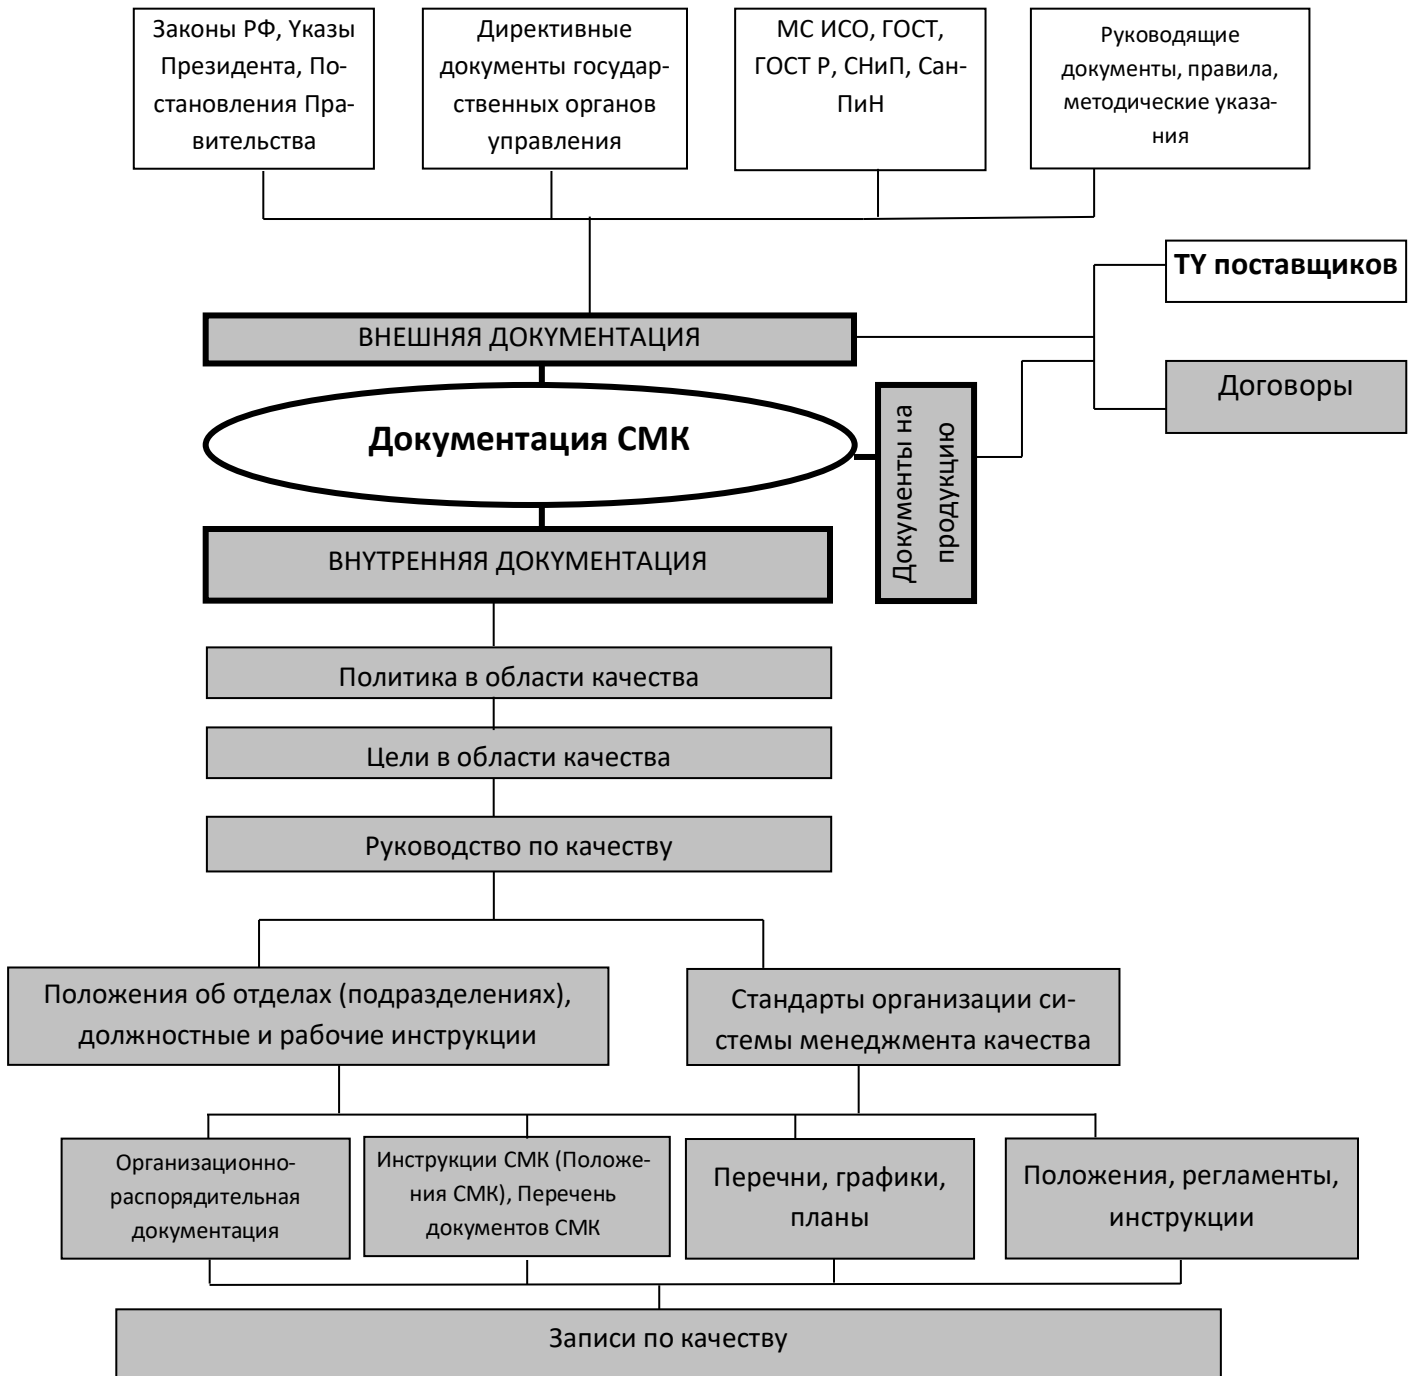 Законы РФ, Указы
Президента, По-
становления Пра-
вительства
Директивные
документы государ-
ственных органов
управления
МС ИСО, ГОСТ,
ГОСТ Р, СНиП, Сан-
ПиН
Руководящие
документы, правила,
методические указа-
ния
ТУ поставщиков
ВНЕШНЯЯ ДОКУМЕНТАЦИЯ
Договоры
Документация СМК
Документы на
продукцию
ВНУТРЕННЯЯ ДОКУМЕНТАЦИЯ
Политика в области качества
Цели в области качества
Руководство по качеству
Положения об отделах (подразделениях),
должностные и рабочие инструкции
Стандарты организации си-
стемы менеджмента качества
Организационно-
распорядительная
документация
Инструкции СМК (Положе-
ния СМК), Перечень
документов СМК
Перечни, графики,
планы
Положения, регламенты,
инструкции
Записи по качеству